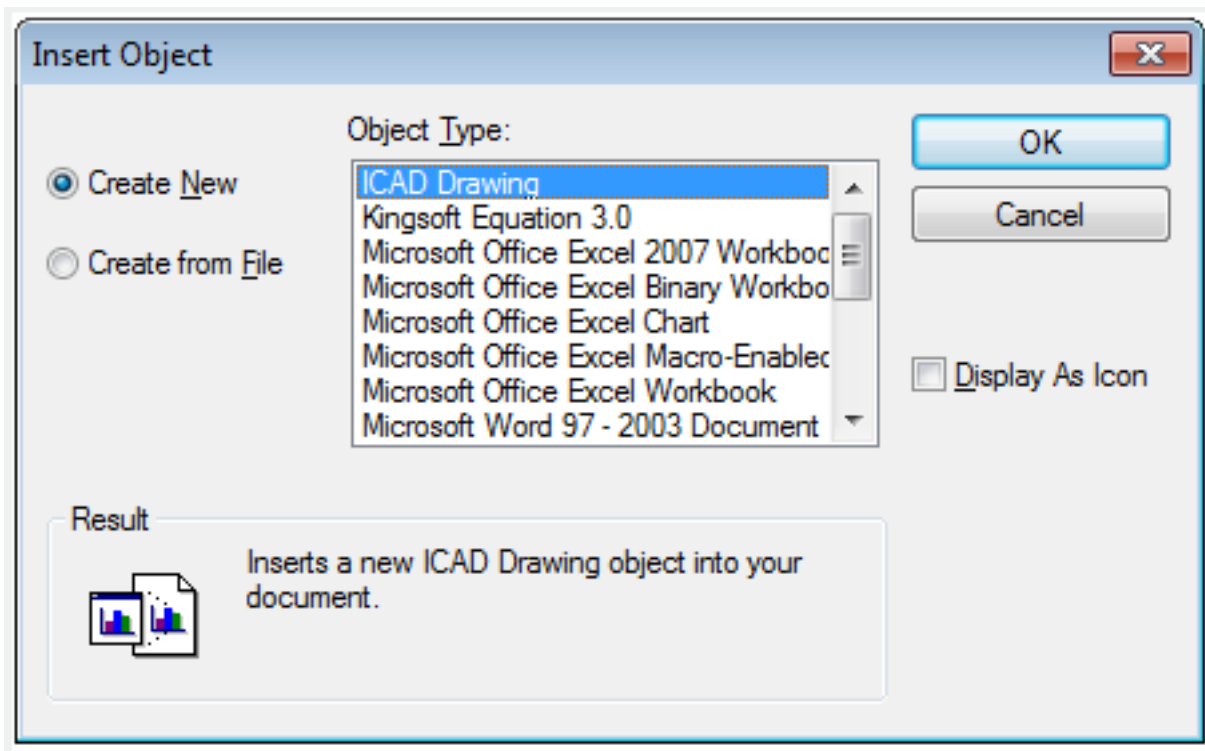 Insert Object
Object Type:
Create New
Create from File
ICAD Drawing
Kingsoft Equation 3.0
Microsoft Office Excel 2007 Workboo
Microsoft Office Excel Binary Workbo
Microsoft Office Excel Chart
Microsoft Office Excel Macro-Enabled
Microsoft Office Excel Workbook
Microsoft Word 97 - 2003 Document
OK
Cancel
Display As Icon
Result
Inserts a new ICAD Drawing object into your
document.